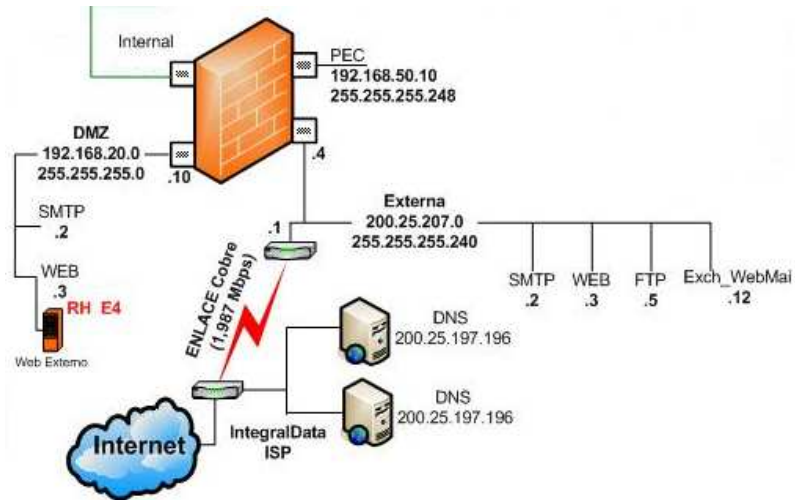 Internal
PEC
192.168.50.10
255.255.255.248
DMZ
192.168.20.0
255.255.255.0
.10
.4
SMTP
.2
WEB
.3
RH E4
Web Externo
.1
Externa
200.25.207.0
255.255.255.240
SMTP
.2
WEB
.3
FTP
.5
Exch_WebMai
.12
ENLACE Cobre
(1,987 Mbps)
DNS
200.25.197.196
DNS
200.25.197.196
IntegralData
ISP
Internet